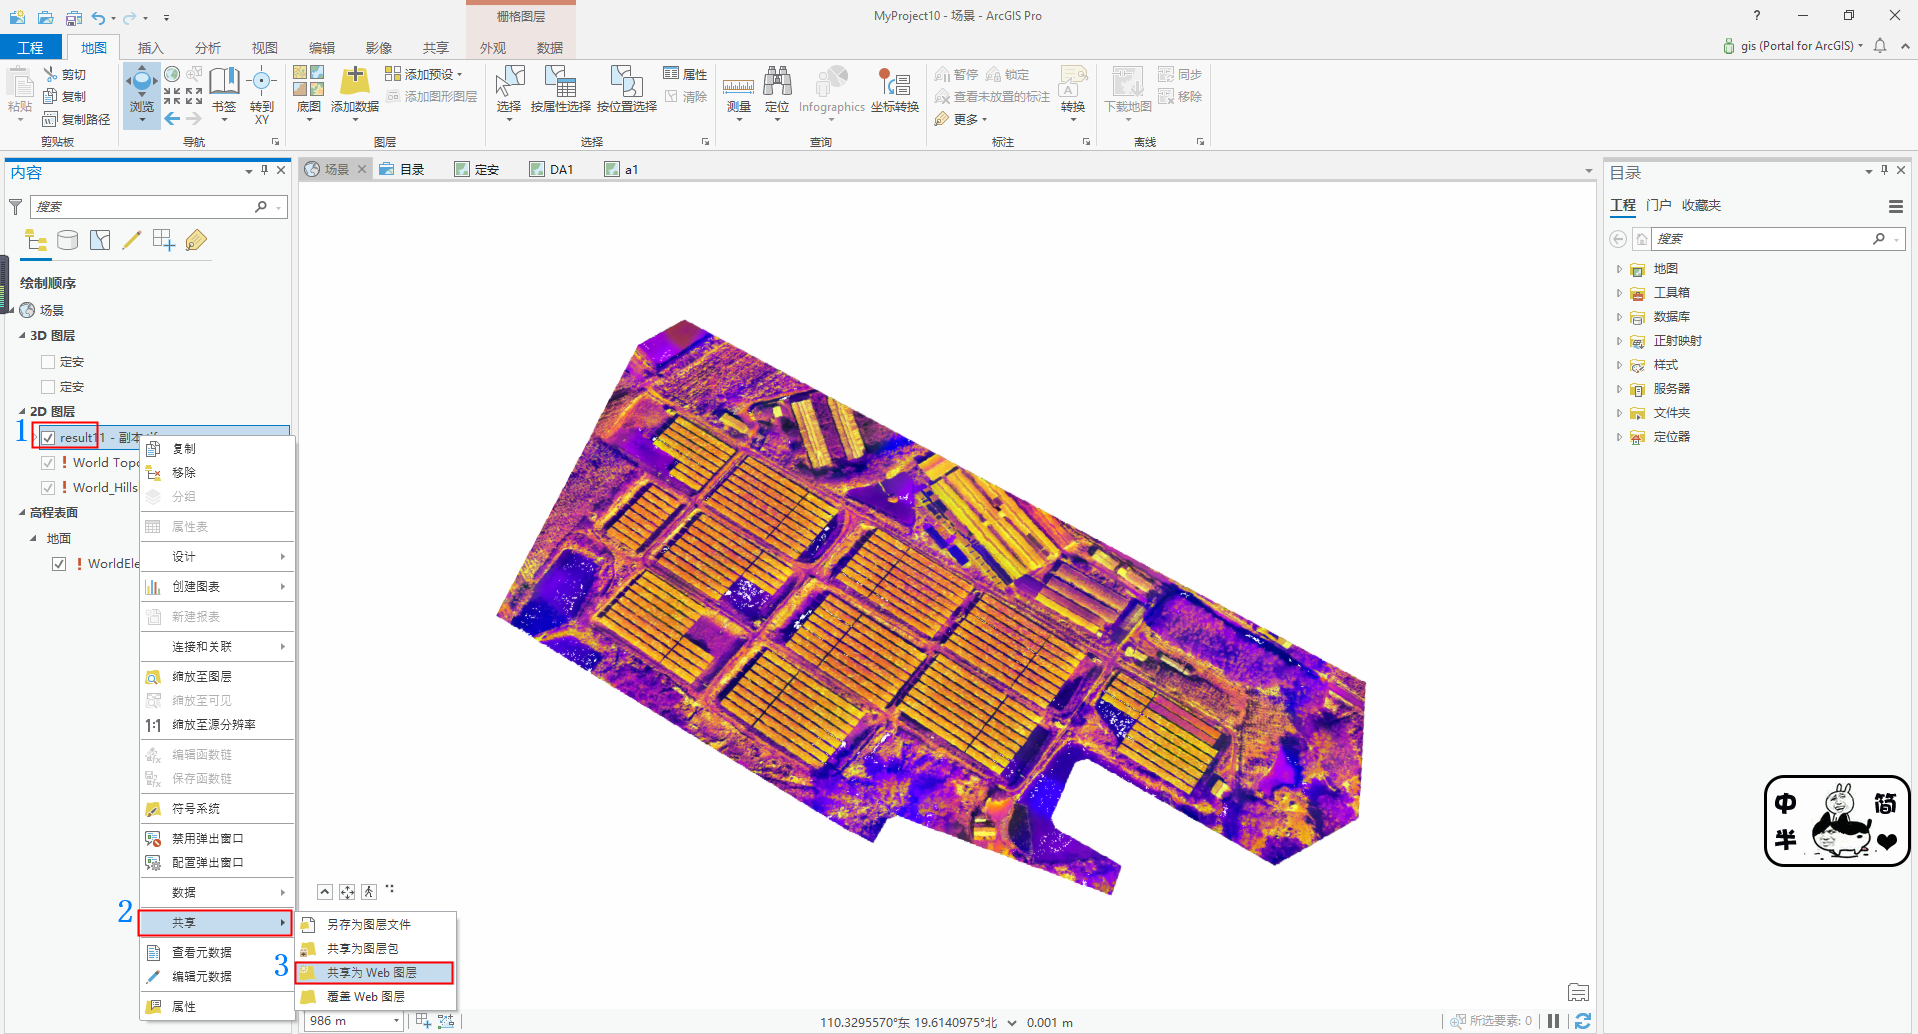 栅格图层
MyProject10 - 场景 - ArcGIS Pro
工程 地图 插入 分析 视图 编辑 影像 共享 外观 数据
gis (Portal for ArcGIS)
粘贴 剪切 复制 复制路径
剪贴板
浏览 书签 转到 XY
导航
底图 添加数据 添加预设 添加图形图层
图层
选择 按属性选择 按位置选择 属性 清除
选择
测量 定位 Infographics 坐标转换
查询
暂停 锁定 查看未放置的标注 更多 转换
标注
下载地图 同步 移除
离线
内容
搜索
绘制顺序
场景
3D 图层
定安
定安
2D 图层
1
result11 - 副本
World Topo
World_Hills
高程表面
地面
WorldEle
复制
移除
分组
属性表
设计
创建图表
新建报表
连接和关联
缩放至图层
缩放至可见
1:1 缩放至源分辨率
编辑函数链
保存函数链
符号系统
禁用弹出窗口
配置弹出窗口
数据
2
共享
查看元数据
编辑元数据
属性
另存为图层文件
共享为图层包
3
共享为 Web 图层
覆盖 Web 图层
场景 目录 定安 DA1 a1
986 m
110.3295570°东 19.6140975°北 0.001 m
所选要素: 0
目录
工程 门户 收藏夹
搜索
地图
工具箱
数据库
正射映射
样式
服务器
文件夹
定位器
中 简
半